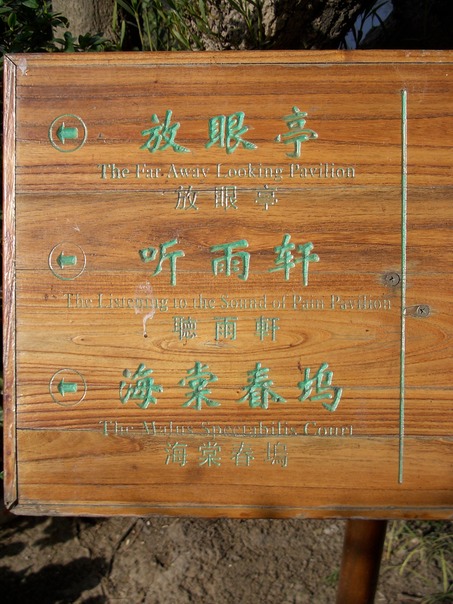 放眼亭
The Far Away Looking Pavilion
放眼亭
听雨轩
The Listening to the Sound of Rain Pavilion
聽雨軒
海棠春坞
The Malus Spectabilis Court
海棠春塢